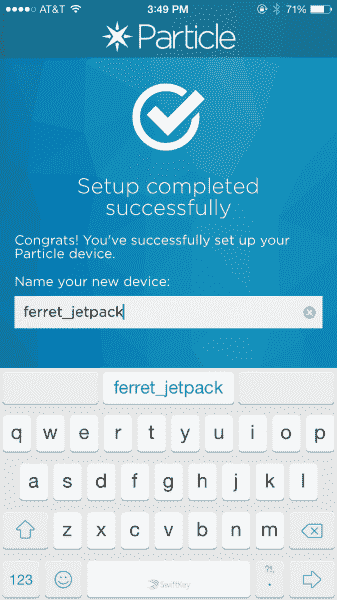 AT&T 3:49 PM 71%
Particle
Setup completed
successfully
Congrats! You've successfully set up your
Particle device.
Name your new device:
ferret_jetpack
ferret_jetpack
q w e r t y u i o p
a s d f g h j k l
z x c v b n m
123 SwiftKey ?!, .